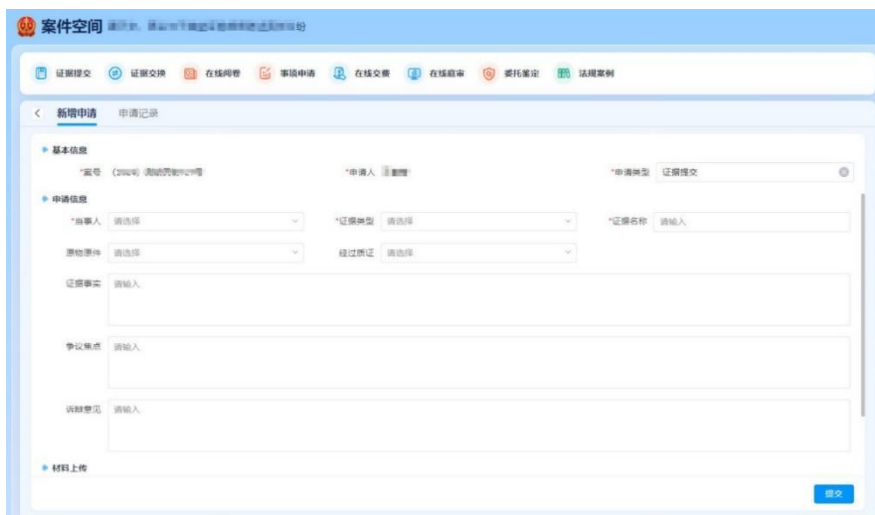 案件空间
证据提交 证据交换 在线阅卷 事项申请 在线交费 在线庭审 委托鉴定 法规案例
新增申请 申请记录
基本信息
*案号 *申请人 *申请类型 证据提交
申请信息
*当事人 请选择 *证据类型 请选择 *证据名称 请输入
原物原件 请选择 经过质证 请选择
证据事实 请输入
争议焦点 请输入
诉辩意见 请输入
材料上传
提交